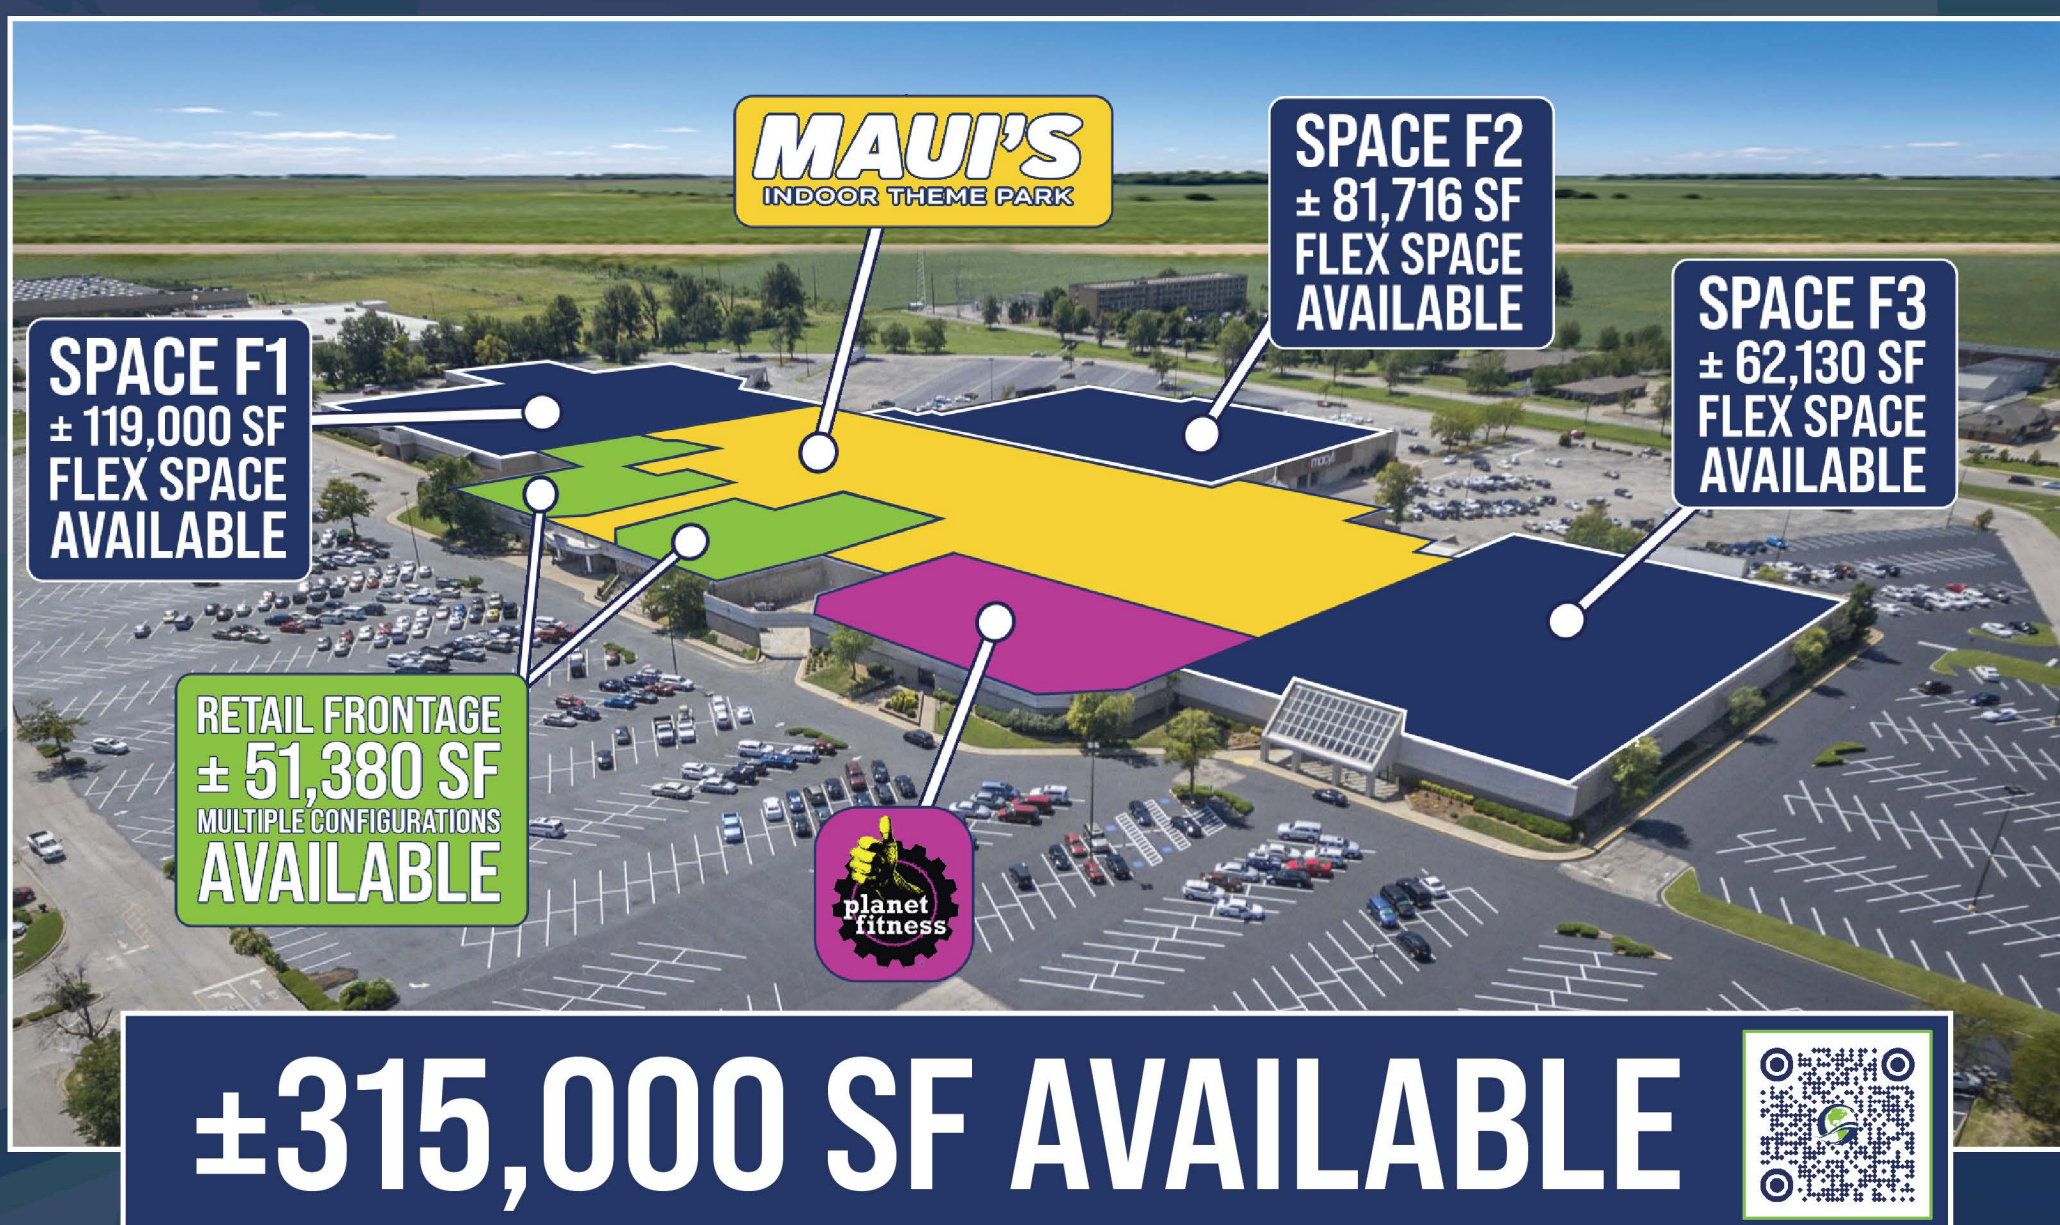 MAUI'S
INDOOR THEME PARK
SPACE F2
± 81,716 SF
FLEX SPACE
AVAILABLE
SPACE F3
± 62,130 SF
FLEX SPACE
AVAILABLE
SPACE F1
± 119,000 SF
FLEX SPACE
AVAILABLE
macy's
RETAIL FRONTAGE
± 51,380 SF
MULTIPLE CONFIGURATIONS
AVAILABLE
planet
fitness
±315,000 SF AVAILABLE